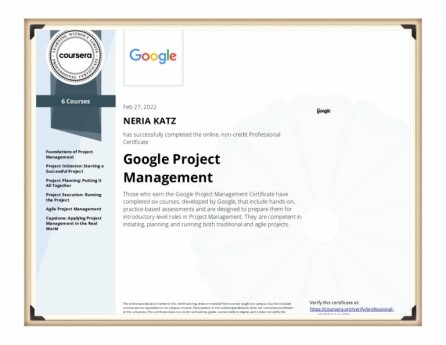 coursera
Google
6 Courses
Foundations of Project
Management
Project Initiation: Starting a
Successful Project
Project Planning: Putting It
All Together
Project Execution: Running
the Project
Agile Project Management
Capstone: Applying Project
Management in the Real
World
Feb 27, 2022
NERIA KATZ
has successfully completed the online, non-credit Professional
Certificate
Google Project
Management
Those who earn the Google Project Management Certificate have
completed six courses, developed by Google, that include hands-on,
practice-based assessments and are designed to prepare them for
introductory-level roles in Project Management. They are competent in
initiating, planning and running both traditional and agile projects.
Google
Verify this certificate at:
https://coursera.org/verify/professional-